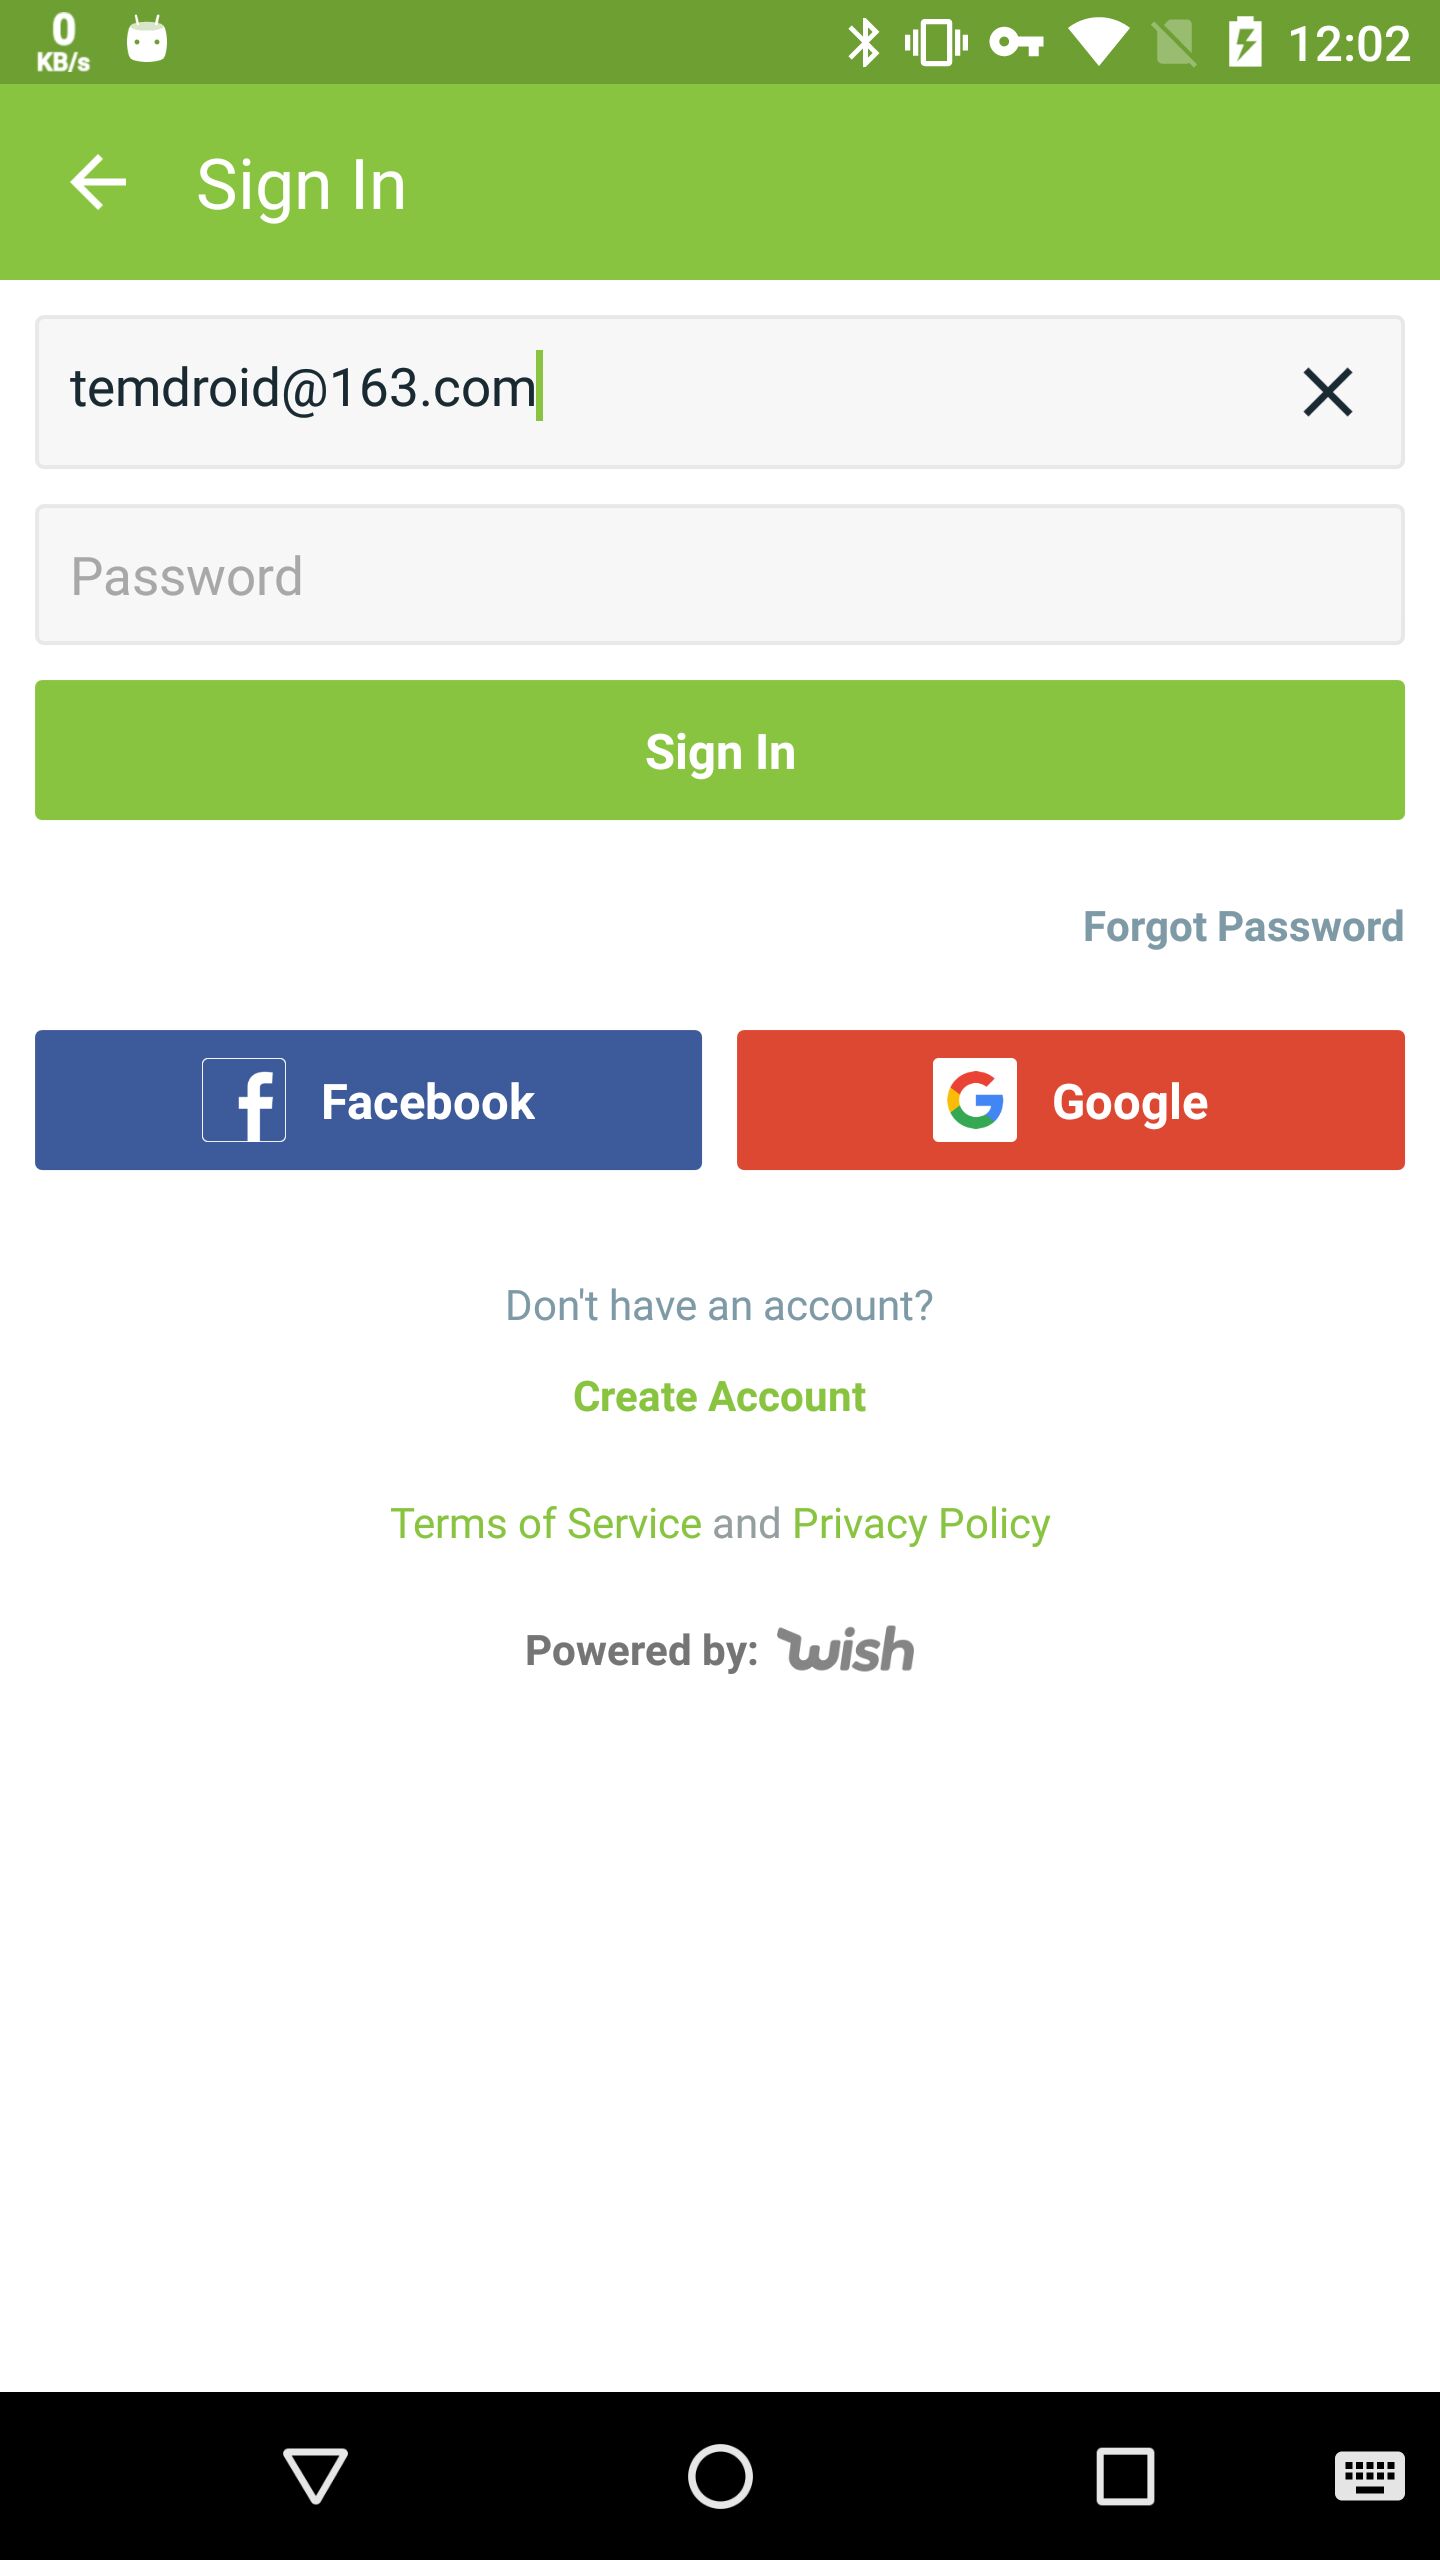 0
KB/s
12:02
Sign In
temdroid@163.com
Password
Sign In
Forgot Password
Facebook
Google
Don't have an account?
Create Account
Terms of Service and Privacy Policy
Powered by: wish